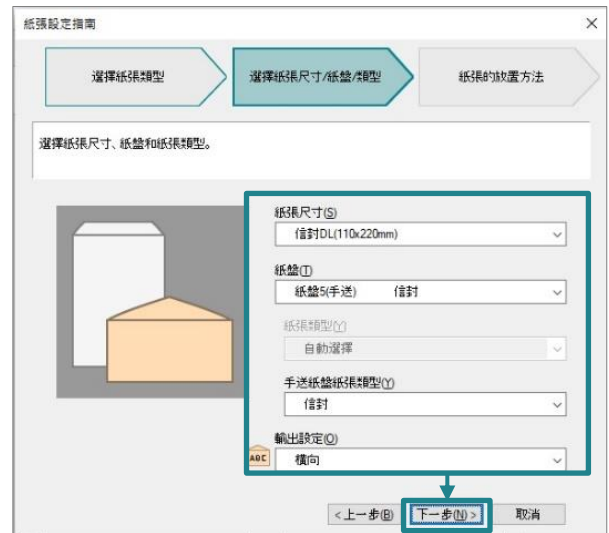 紙張設定指南
選擇紙張類型
選擇紙張尺寸/紙盤/類型
紙張的放置方法
選擇紙張尺寸、紙盤和紙張類型。
紙張尺寸(S)
信封DL(110x220mm)
紙盤(T)
紙盤5(手送) 信封
紙張類型(Y)
自動選擇
手送紙盤紙張類型(Y)
信封
輸出設定(O)
ABC
橫向
<上一步(B)
下一步(N)>
取消